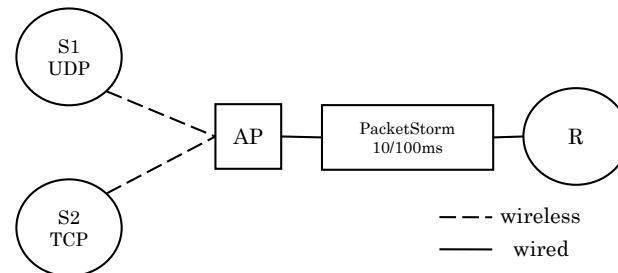 S1
UDP
AP
PacketStorm
10/100ms
R
S2
TCP
wireless
wired